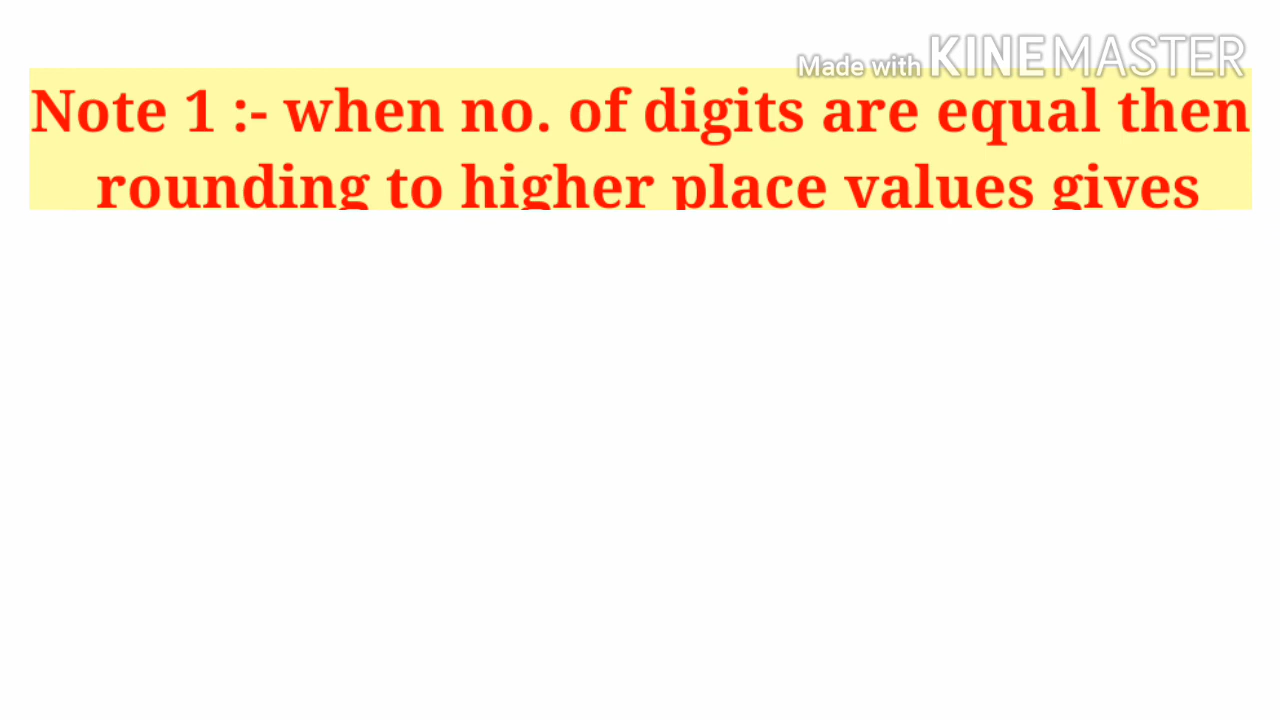 Made with KINEMASTER
Note 1 :- when no. of digits are equal then
rounding to higher place values gives